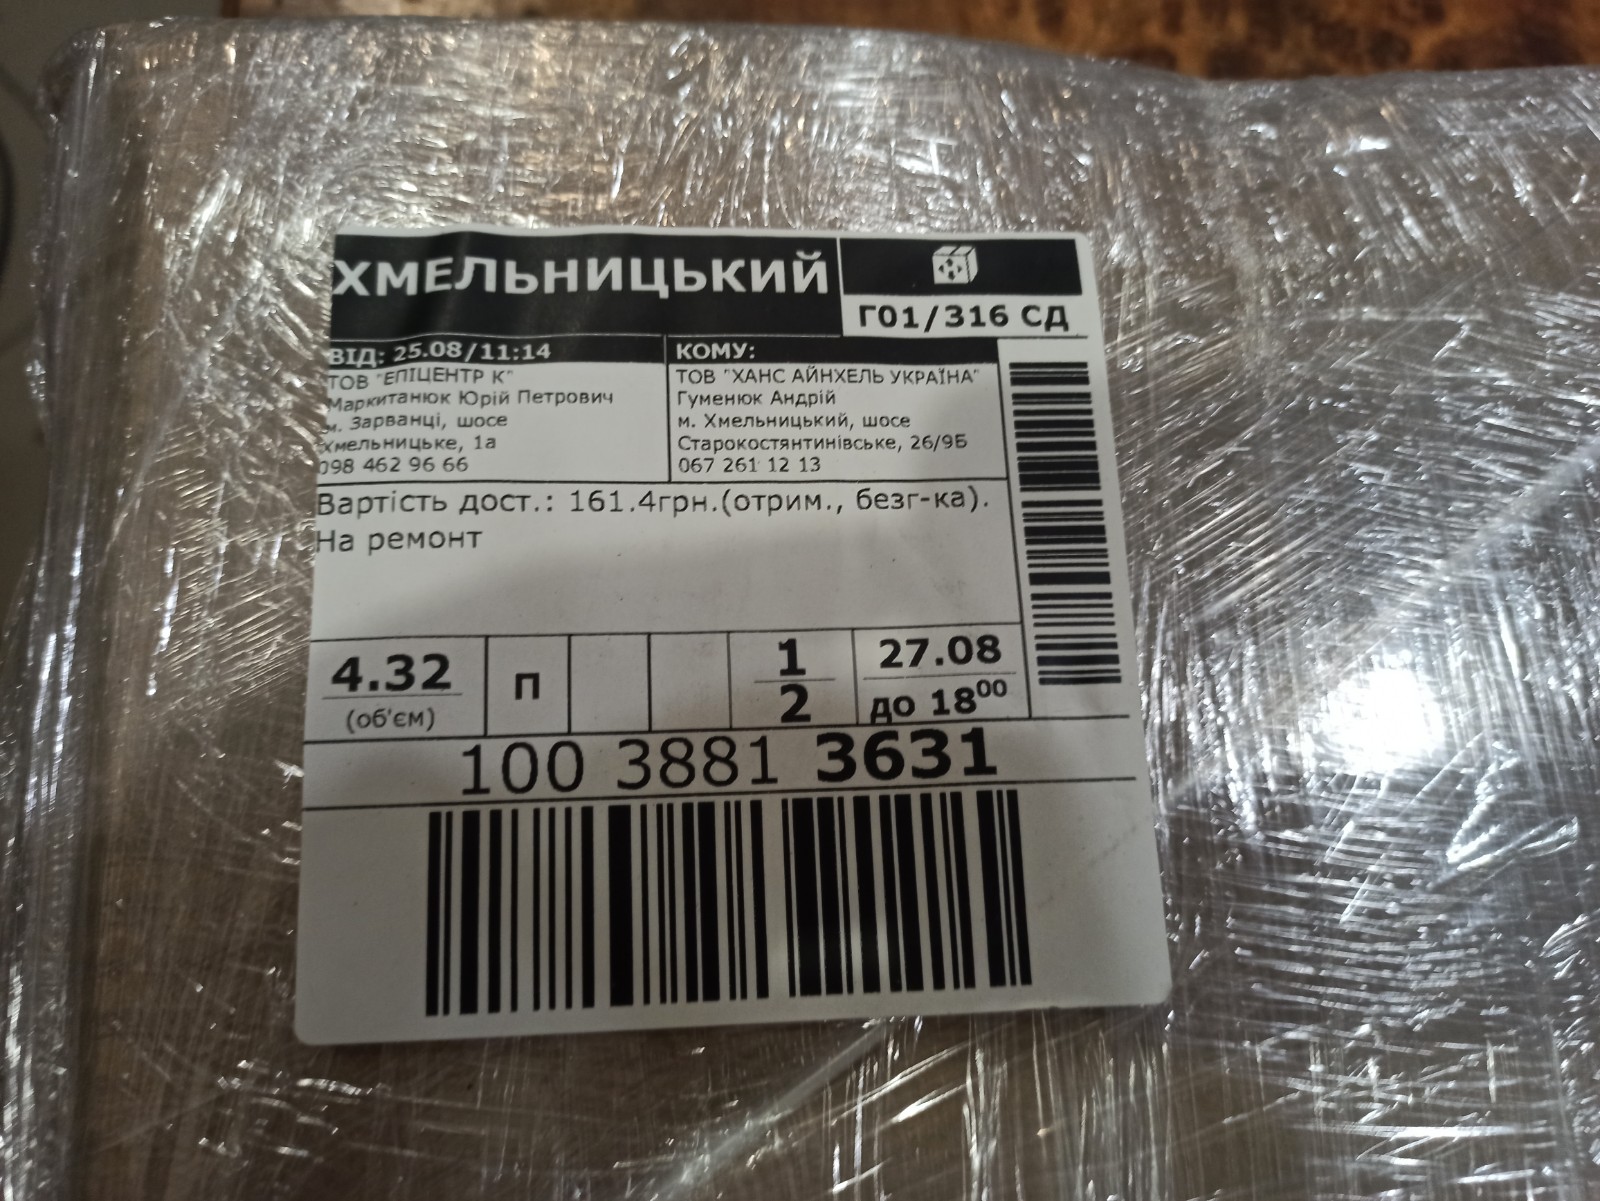 ХМЕЛЬНИЦЬКИЙ
Г01/316 СД
ВІД: 25.08/11:14
ТОВ "ЕПІЦЕНТР К"
Маркитанюк Юрій Петрович
м. Зарванці, шосе
Хмельницьке, 1а
098 462 96 66
КОМУ:
ТОВ "ХАНС АЙНХЕЛЬ УКРАЇНА"
Гуменюк Андрій
м. Хмельницький, шосе
Старокостянтинівське, 26/9Б
067 261 12 13
Вартість дост.: 161.4грн.(отрим., безг-ка).
На ремонт
4.32
(об'єм)
П
1
2
27.08
до 18⁰⁰
100 3881 3631